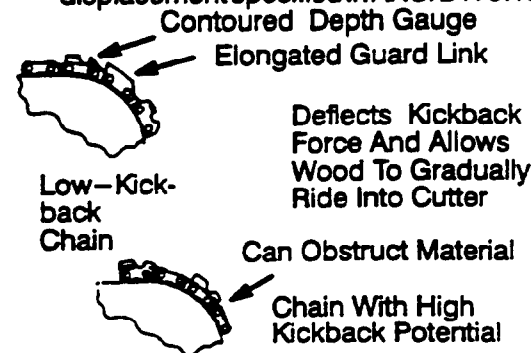 Contoured Depth Gauge
Elongated Guard Link
Deflects Kickback
Force And Allows
Wood To Gradually
Ride Into Cutter
Low-Kick-
back
Chain
Can Obstruct Material
Chain With High
Kickback Potential